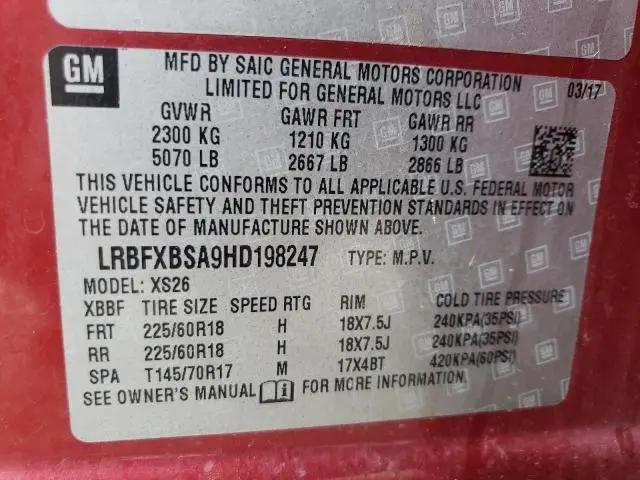 GM
MFD BY SAIC GENERAL MOTORS CORPORATION
LIMITED FOR GENERAL MOTORS LLC 03/17
GVWR GAWR FRT GAWR RR
2300 KG 1210 KG 1300 KG
5070 LB 2667 LB 2866 LB
THIS VEHICLE CONFORMS TO ALL APPLICABLE U.S. FEDERAL MOTOR
VEHICLE SAFETY AND THEFT PREVENTION STANDARDS IN EFFECT
ON THE DATE OF MANUFACTURE SHOWN ABOVE.
LRBFXBSA9HD198247 TYPE: M.P.V.
MODEL: XS26
XBBF TIRE SIZE SPEED RTG RIM COLD TIRE PRESSURE
FRT 225/60R18 H 18X7.5J 240KPA(35PSI)
RR 225/60R18 H 18X7.5J 240KPA(35PSI)
SPA T145/70R17 M 17X4BT 420KPA(60PSI)
SEE OWNER'S MANUAL FOR MORE INFORMATION.